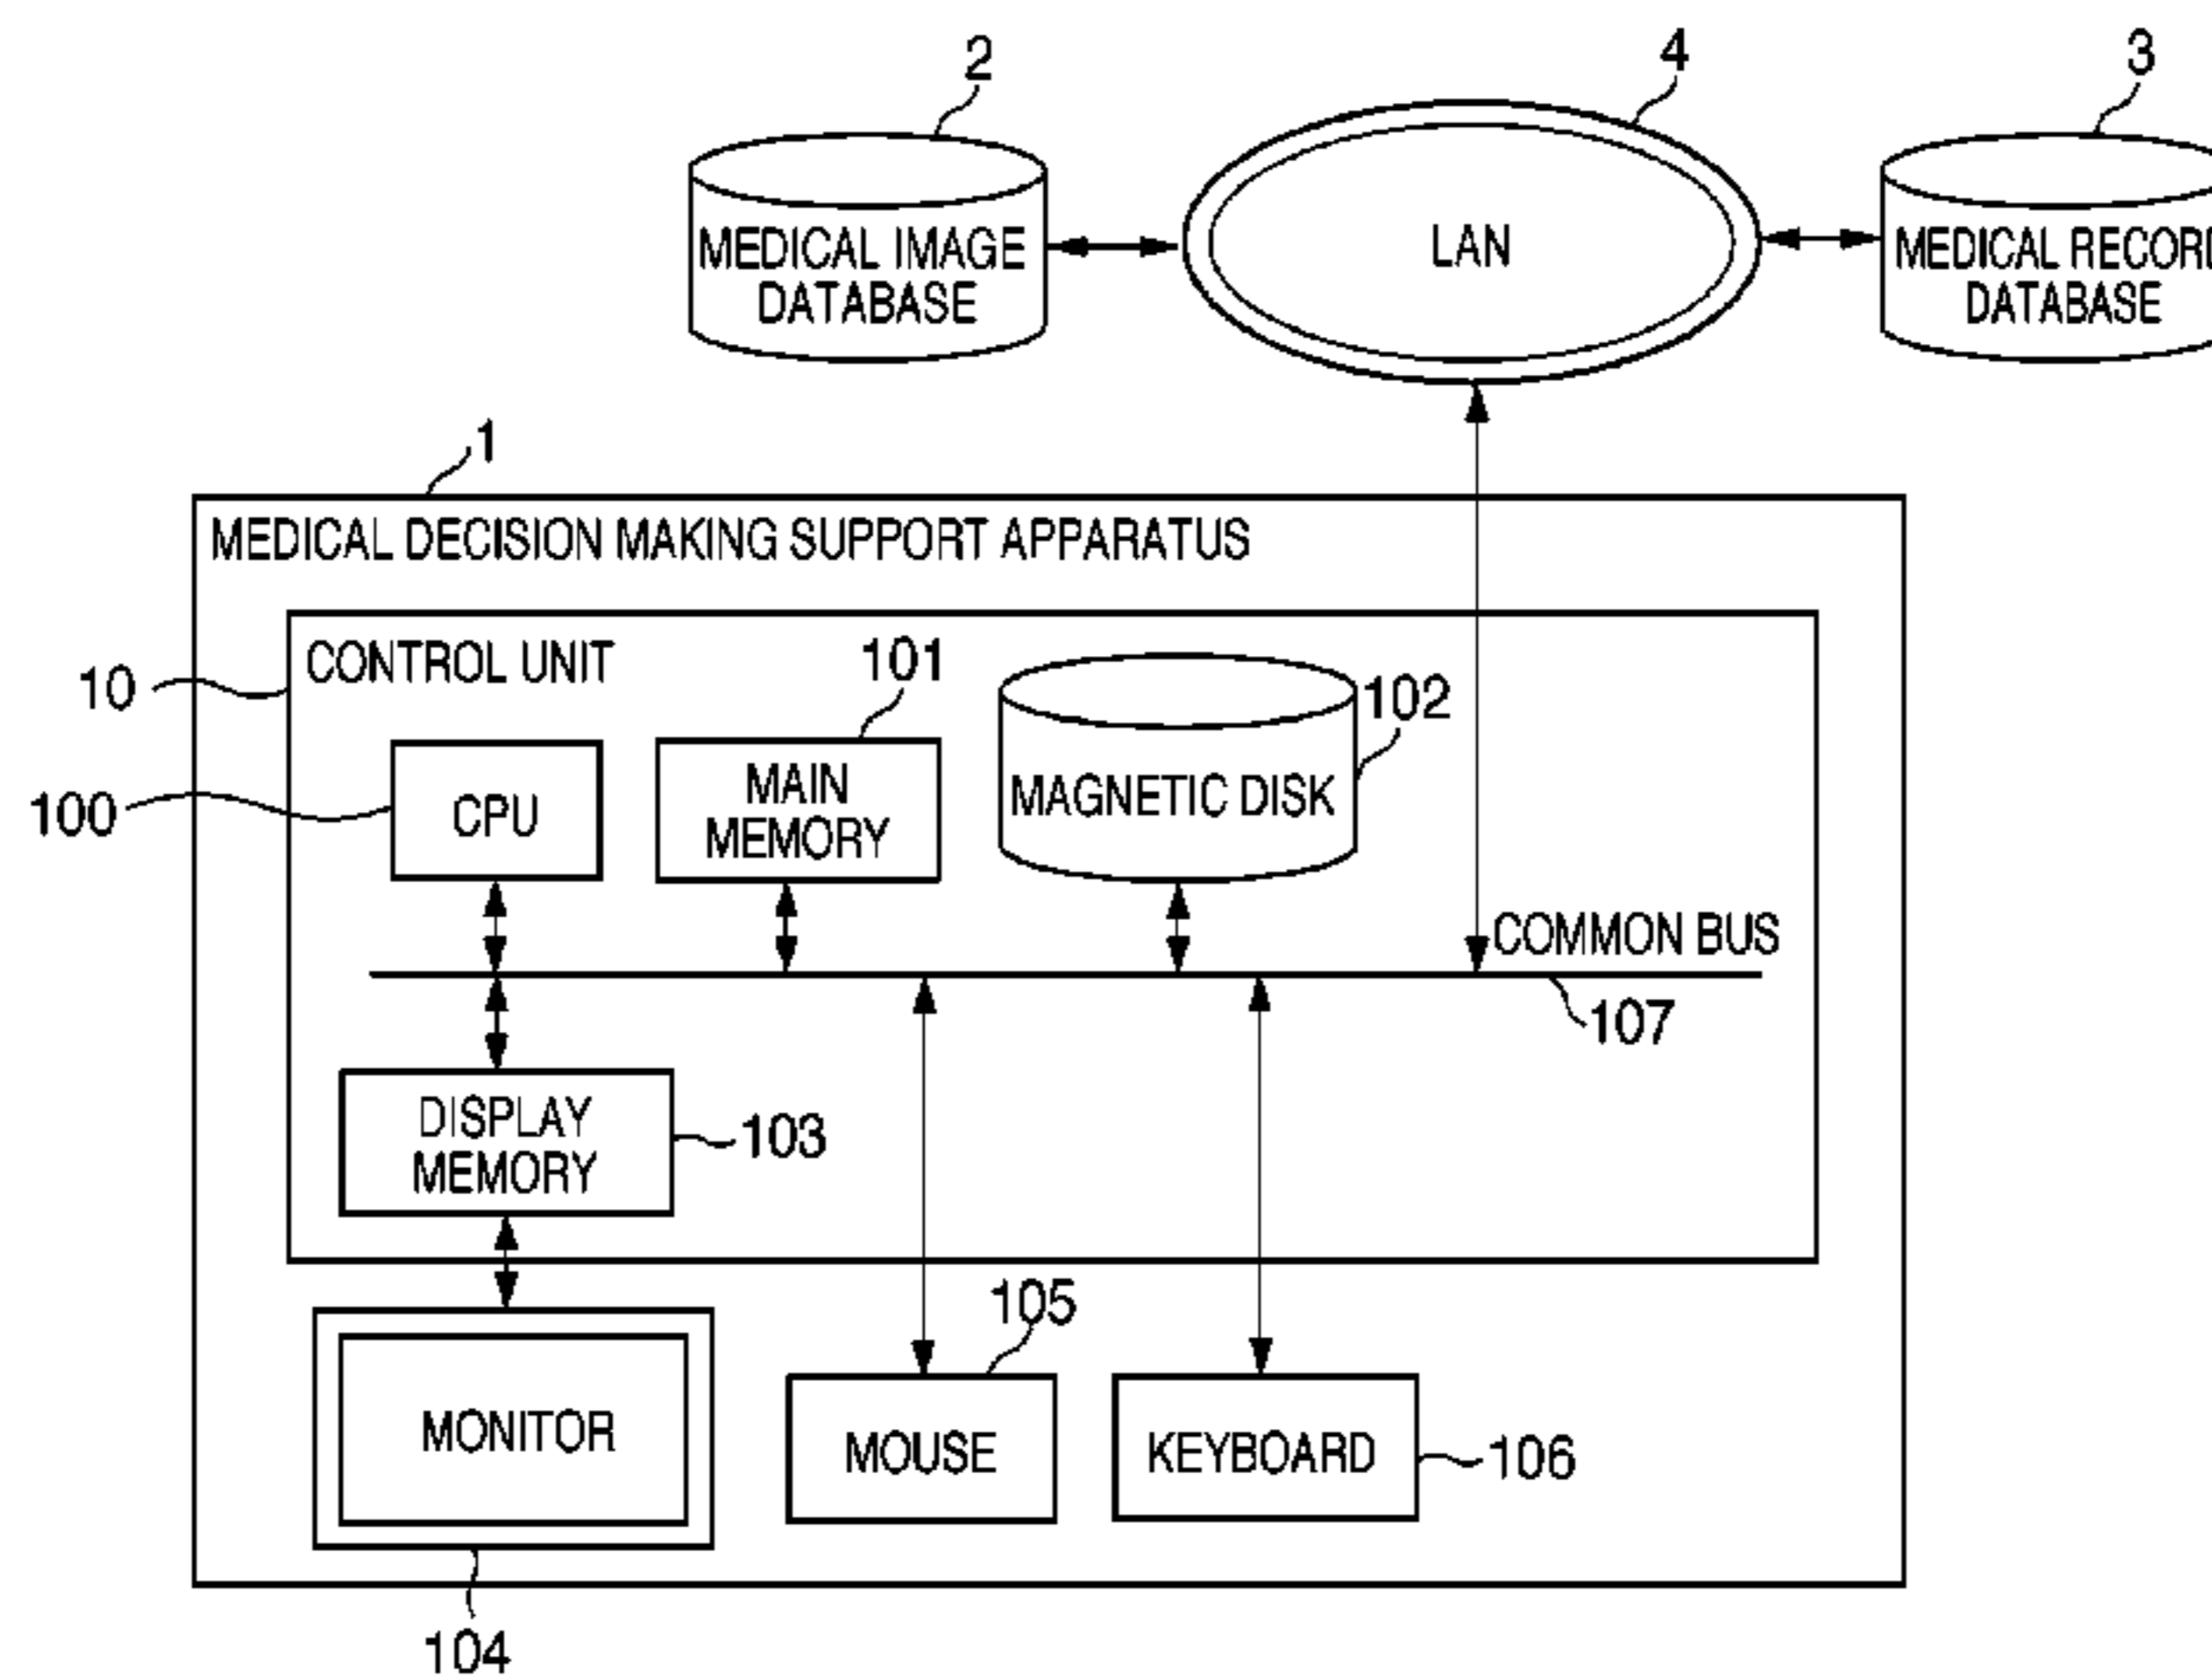 2
4
3
MEDICAL IMAGE
DATABASE
LAN
MEDICAL RECORD
DATABASE
1
MEDICAL DECISION MAKING SUPPORT APPARATUS
10
CONTROL UNIT
101
102
100
CPU
MAIN
MEMORY
MAGNETIC DISK
COMMON BUS
107
DISPLAY
MEMORY
103
105
MONITOR
MOUSE
KEYBOARD
106
104